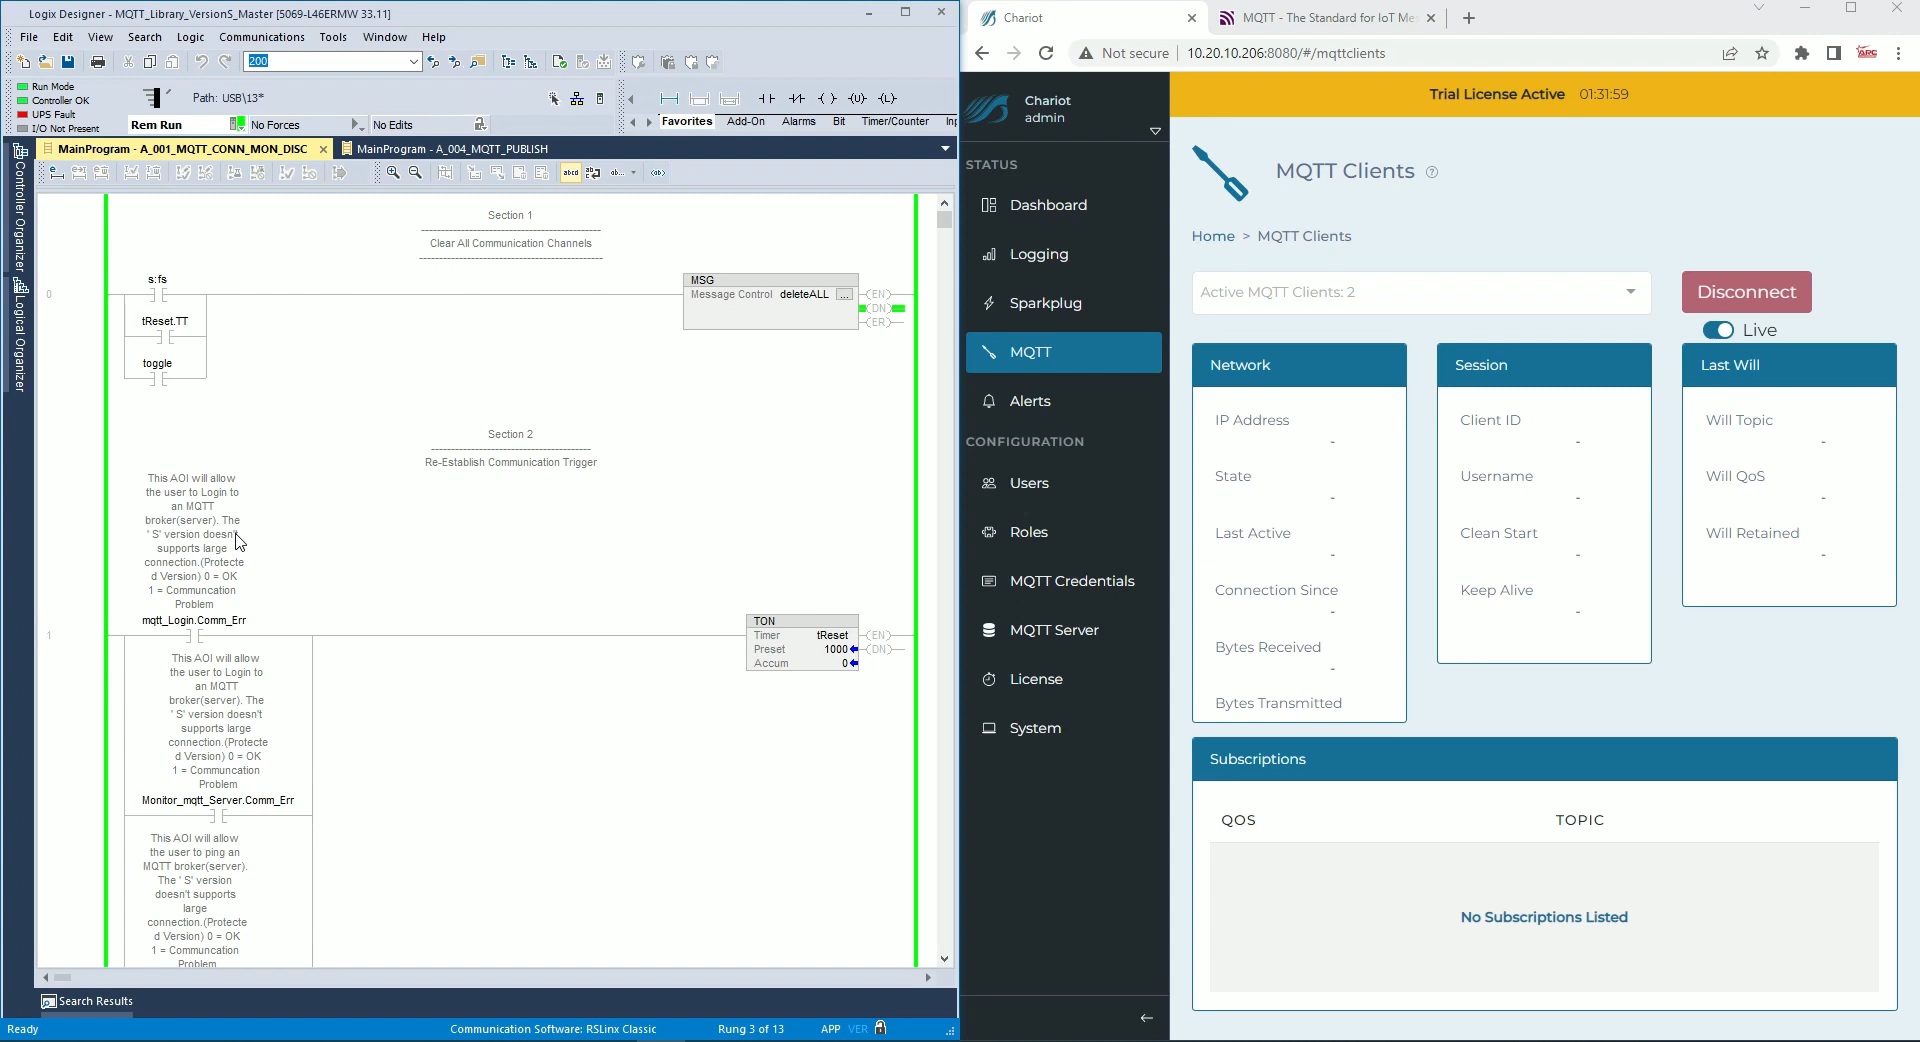 Logix Designer - MQTT_Library_VersionS_Master [5069-L46ERMW 33.11]
File Edit View Search Logic Communications Tools Window Help
200
Run Mode
Controller OK
UPS Fault
I/O Not Present
Path: USB\13*
Rem Run
No Forces
No Edits
Favorites Add-On Alarms Bit Timer/Counter
MainProgram - A_001_MQTT_CONN_MON_DISC
MainProgram - A_004_MQTT_PUBLISH
Controller Organizer
Logical Organizer
Section 1
Clear All Communication Channels
0
s:fs
tReset.TT
toggle
MSG
Message Control deleteALL ...
(EN)
(DN)
(ER)
Section 2
Re-Establish Communication Trigger
This AOI will allow
the user to Login to
an MQTT
broker(server). The
' S' version doesn't
supports large
connection.(Protecte
d Version) 0 = OK
1 = Communcation
Problem
mqtt_Login.Comm_Err
1
TON
Timer tReset
Preset 1000
Accum 0
(EN)
(DN)
This AOI will allow
the user to Login to
an MQTT
broker(server). The
' S' version doesn't
supports large
connection.(Protecte
d Version) 0 = OK
1 = Communcation
Problem
Monitor_mqtt_Server.Comm_Err
This AOI will allow
the user to ping an
MQTT broker(server).
The ' S' version
doesn't supports
large
connection.(Protecte
d Version) 0 = OK
1 = Communcation
Problem
Search Results
Ready
Communication Software: RSLinx Classic
Rung 3 of 13
APP VER
Chariot
MQTT - The Standard for IoT Me
Not secure
10.20.10.206:8080/#/mqttclients
ARC
Chariot
admin
Trial License Active 01:31:59
STATUS
Dashboard
Logging
Sparkplug
MQTT
Alerts
CONFIGURATION
Users
Roles
MQTT Credentials
MQTT Server
License
System
MQTT Clients
Home > MQTT Clients
Active MQTT Clients: 2
Disconnect
Live
Network
IP Address
-
State
-
Last Active
-
Connection Since
-
Bytes Received
-
Bytes Transmitted
Session
Client ID
-
Username
-
Clean Start
-
Keep Alive
-
Last Will
Will Topic
-
Will QoS
-
Will Retained
-
Subscriptions
QOS TOPIC
No Subscriptions Listed